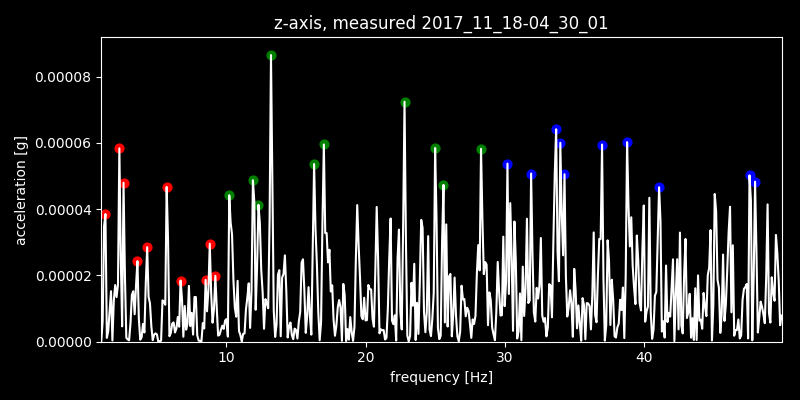 z-axis, measured 2017_11_18-04_30_01
acceleration [g]
0.00008
0.00006
0.00004
0.00002
0.00000
10 20 30 40
frequency [Hz]